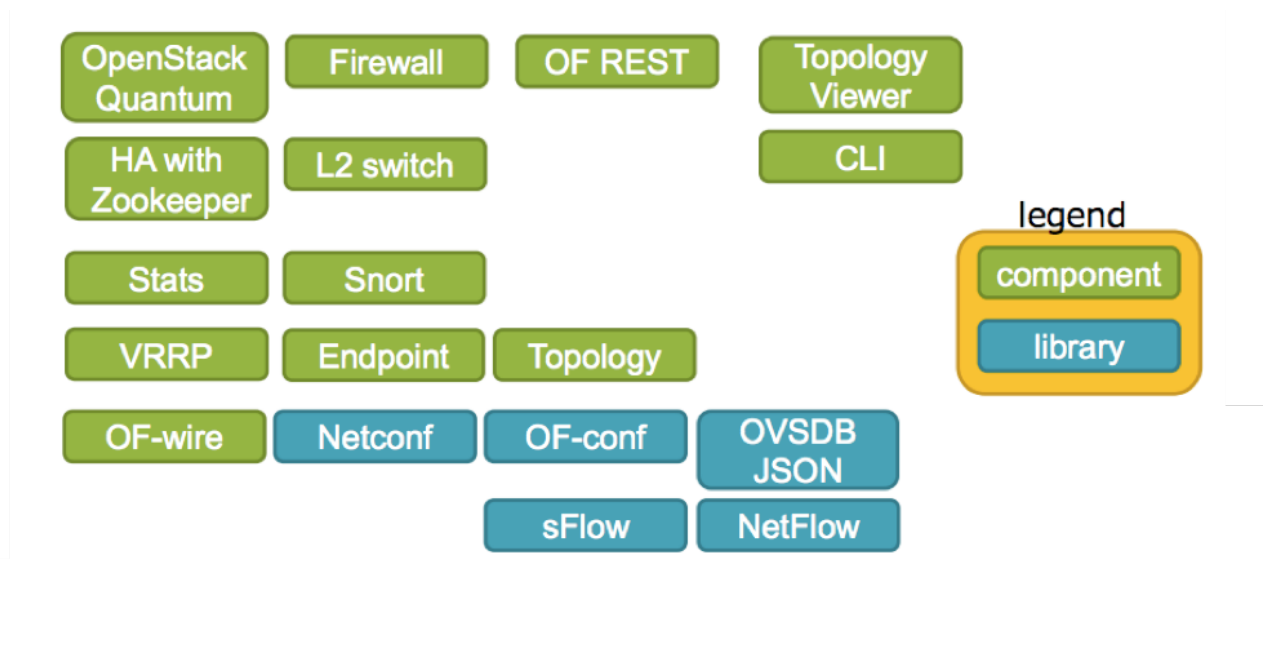 OpenStack
Quantum
Firewall
OF REST
Topology
Viewer
HA with
Zookeeper
L2 switch
CLI
legend
component
library
Stats
Snort
VRRP
Endpoint
Topology
OF-wire
Netconf
OF-conf
OVSDB
JSON
sFlow
NetFlow